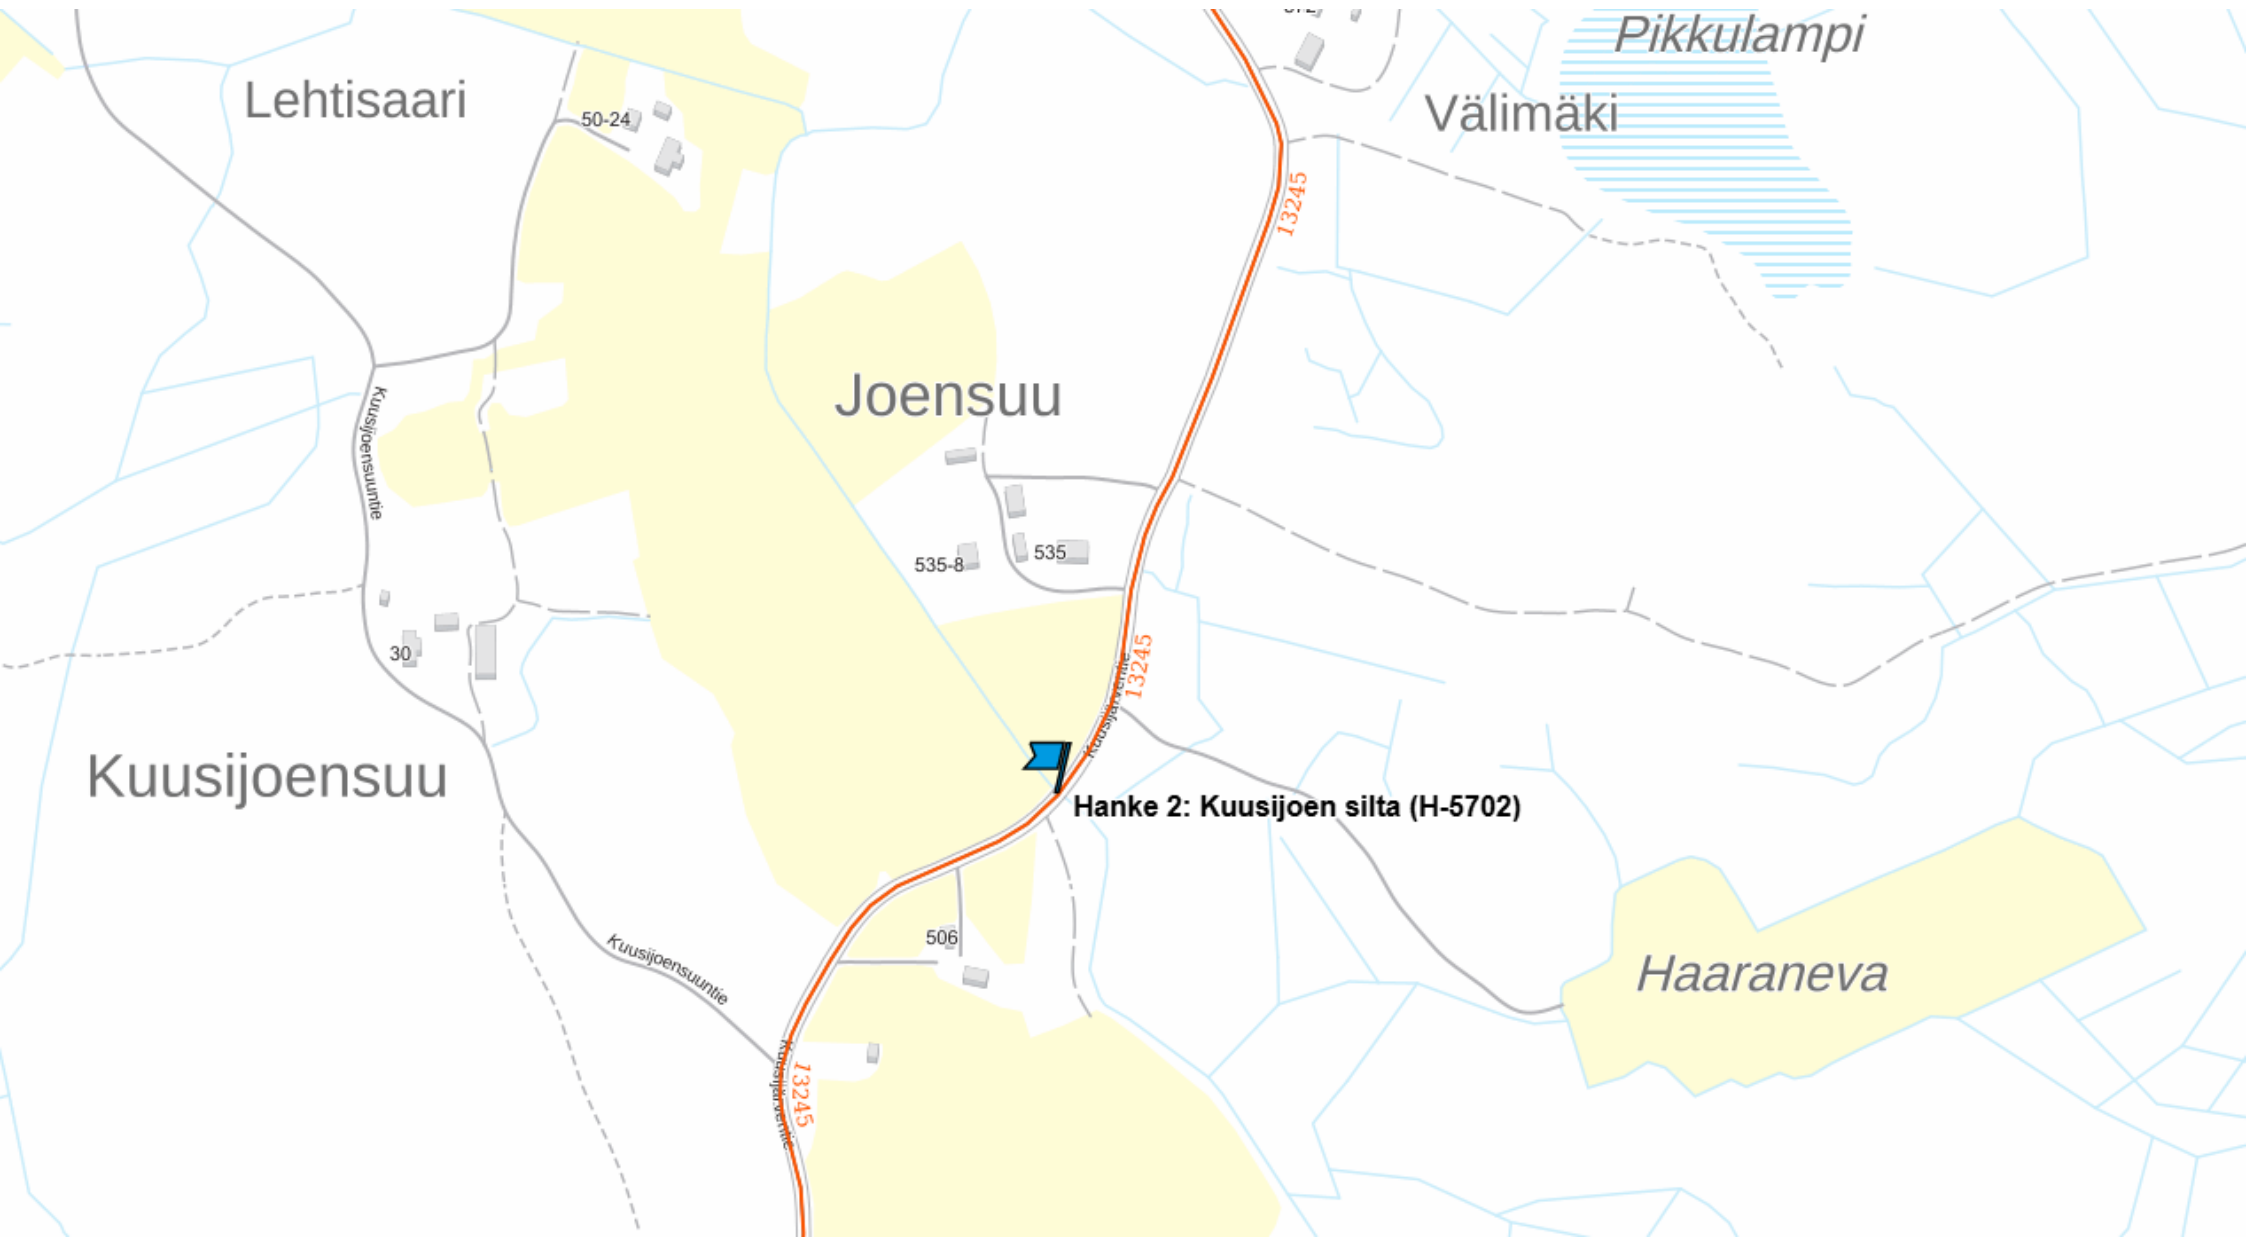 Pikkulampi
Lehtisaari
Välimäki
50-24
13245
Joensuu
Kuusijoensuuntie
535
535-8
30
13245
Kuusijärventie
Kuusijoensuu
Hanke 2: Kuusijoen silta (H-5702)
506
Kuusijoensuuntie
Haaraneva
Kuusijärventie
13245